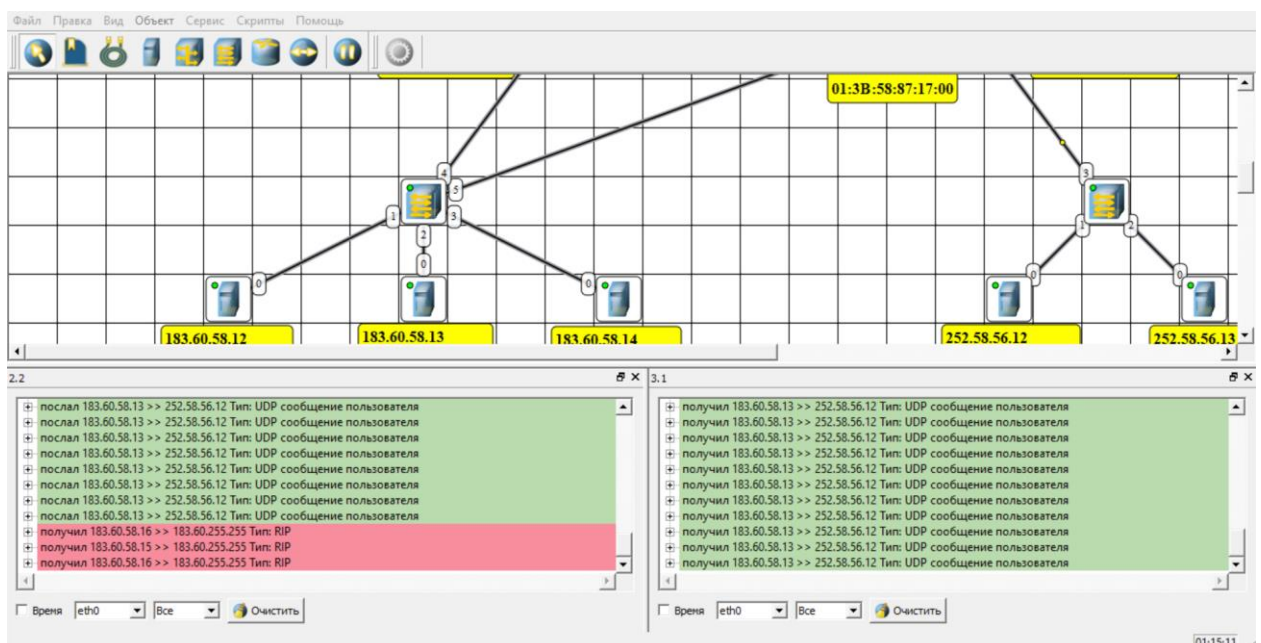 Файл Правка Вид Объект Сервис Скрипты Помощь
01:3B:58:87:17:00
4
5
3
1
3
2
1
2
0
0
0
0
0
183.60.58.12
183.60.58.13
183.60.58.14
252.58.56.12
252.58.56.13
2.2
послал 183.60.58.13 >> 252.58.56.12 Тип: UDP сообщение пользователя
послал 183.60.58.13 >> 252.58.56.12 Тип: UDP сообщение пользователя
послал 183.60.58.13 >> 252.58.56.12 Тип: UDP сообщение пользователя
послал 183.60.58.13 >> 252.58.56.12 Тип: UDP сообщение пользователя
послал 183.60.58.13 >> 252.58.56.12 Тип: UDP сообщение пользователя
послал 183.60.58.13 >> 252.58.56.12 Тип: UDP сообщение пользователя
послал 183.60.58.13 >> 252.58.56.12 Тип: UDP сообщение пользователя
послал 183.60.58.13 >> 252.58.56.12 Тип: UDP сообщение пользователя
получил 183.60.58.16 >> 183.60.255.255 Тип: RIP
получил 183.60.58.15 >> 183.60.255.255 Тип: RIP
получил 183.60.58.16 >> 183.60.255.255 Тип: RIP
Время eth0 Все Очистить
3.1
получил 183.60.58.13 >> 252.58.56.12 Тип: UDP сообщение пользователя
получил 183.60.58.13 >> 252.58.56.12 Тип: UDP сообщение пользователя
получил 183.60.58.13 >> 252.58.56.12 Тип: UDP сообщение пользователя
получил 183.60.58.13 >> 252.58.56.12 Тип: UDP сообщение пользователя
получил 183.60.58.13 >> 252.58.56.12 Тип: UDP сообщение пользователя
получил 183.60.58.13 >> 252.58.56.12 Тип: UDP сообщение пользователя
получил 183.60.58.13 >> 252.58.56.12 Тип: UDP сообщение пользователя
получил 183.60.58.13 >> 252.58.56.12 Тип: UDP сообщение пользователя
получил 183.60.58.13 >> 252.58.56.12 Тип: UDP сообщение пользователя
получил 183.60.58.13 >> 252.58.56.12 Тип: UDP сообщение пользователя
получил 183.60.58.13 >> 252.58.56.12 Тип: UDP сообщение пользователя
Время eth0 Все Очистить
01:15:11